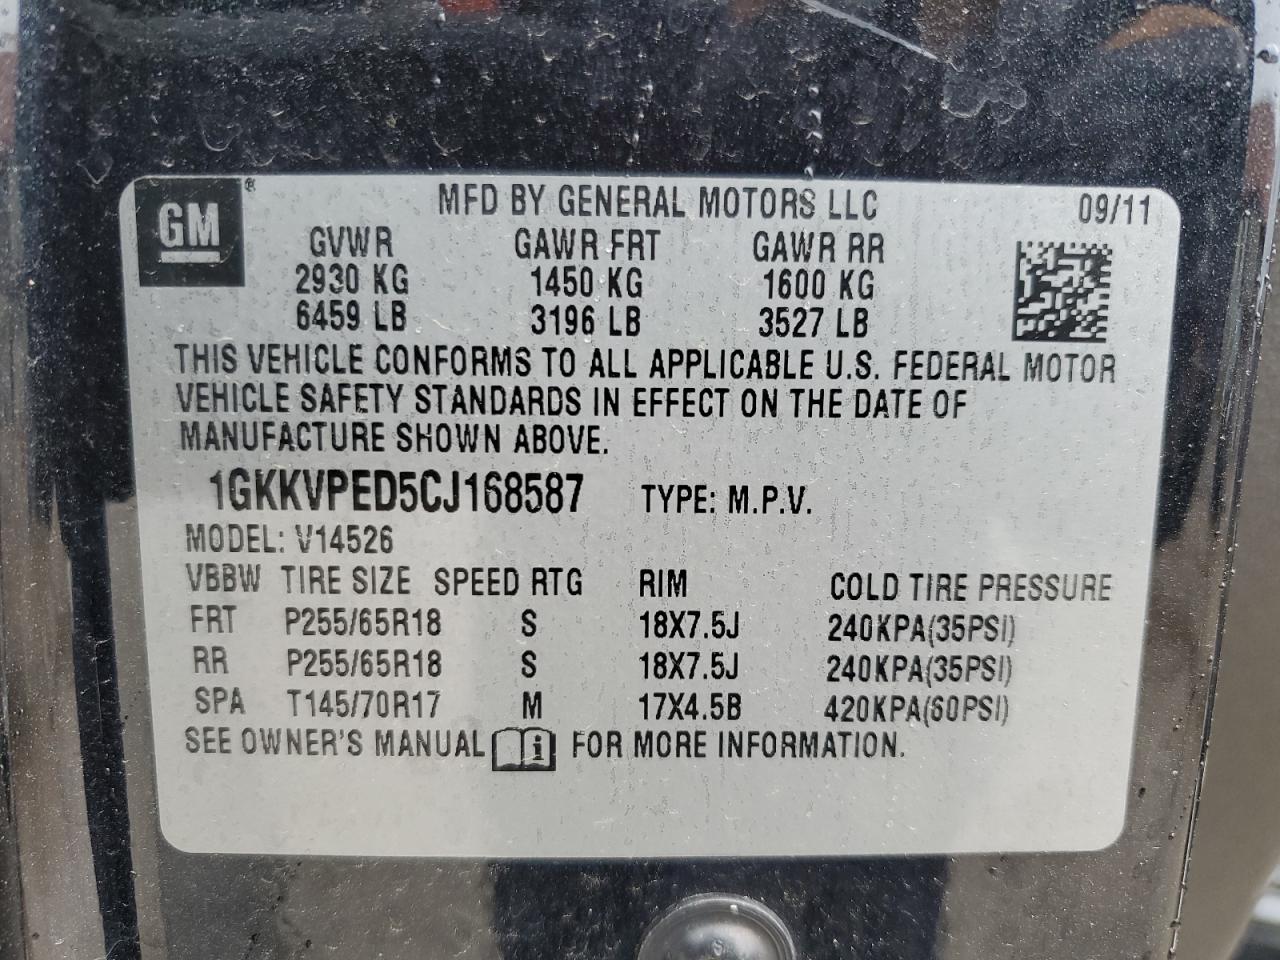 GM®
MFD BY GENERAL MOTORS LLC 09/11
GVWR GAWR FRT GAWR RR
2930 KG 1450 KG 1600 KG
6459 LB 3196 LB 3527 LB
THIS VEHICLE CONFORMS TO ALL APPLICABLE U.S. FEDERAL MOTOR
VEHICLE SAFETY STANDARDS IN EFFECT ON THE DATE OF
MANUFACTURE SHOWN ABOVE.
1GKKVPED5CJ168587 TYPE: M.P.V.
MODEL: V14526
VBBW TIRE SIZE SPEED RTG RIM COLD TIRE PRESSURE
FRT P255/65R18 S 18X7.5J 240KPA(35PSI)
RR P255/65R18 S 18X7.5J 240KPA(35PSI)
SPA T145/70R17 M 17X4.5B 420KPA(60PSI)
SEE OWNER'S MANUAL i FOR MORE INFORMATION.